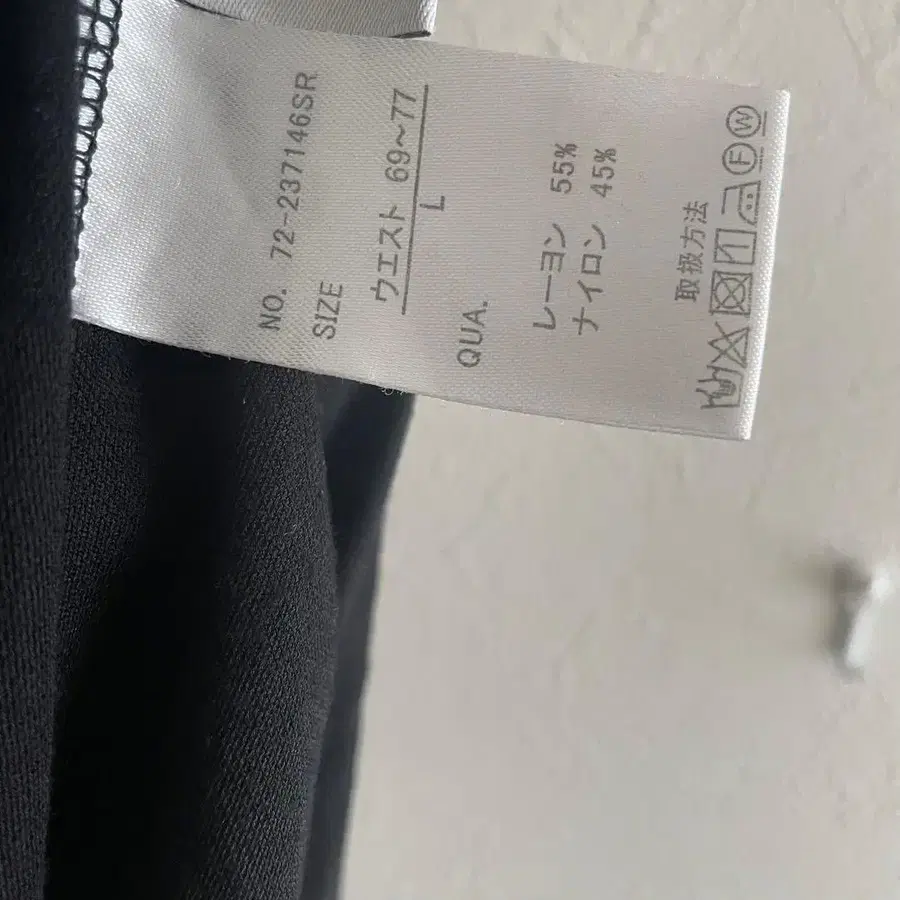 NO. 72-237146SR
SIZE
ウエスト 69~77
L
QUA.
レーヨン 55%
ナイロン 45%
取扱方法
F W